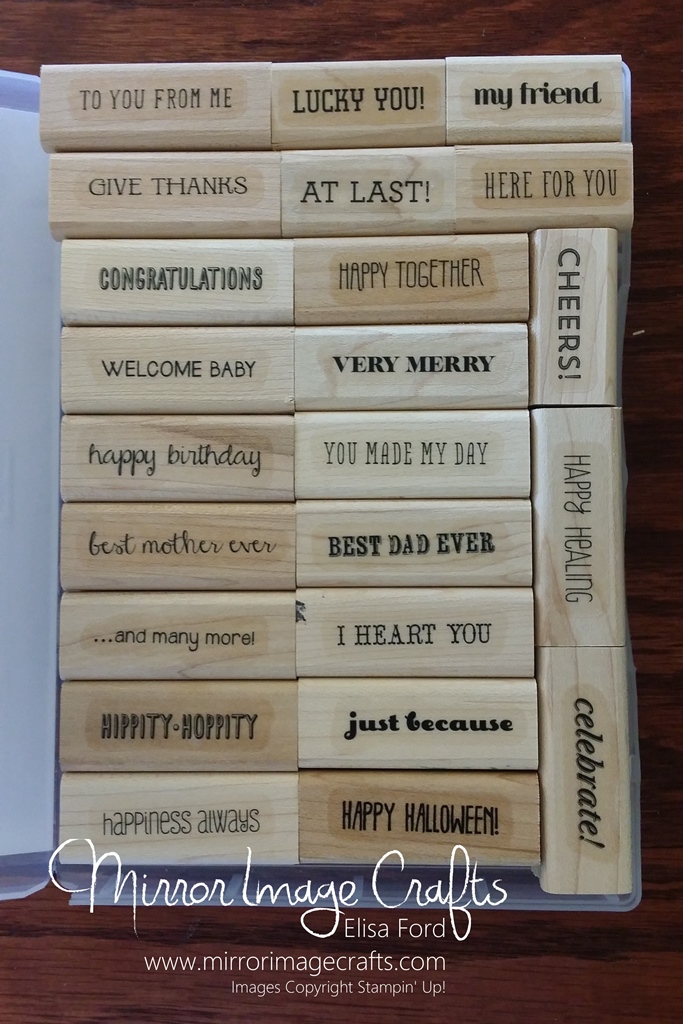 TO YOU FROM ME LUCKY YOU! my friend
GIVE THANKS AT LAST! HERE FOR YOU
CONGRATULATIONS HAPPY TOGETHER
CHEERS!
WELCOME BABY VERY MERRY
happy birthday YOU MADE MY DAY
HAPPY HEALING
best mother ever BEST DAD EVER
...and many more! I HEART YOU
HIPPITY-HOPPITY just because
celebrate!
happiness always HAPPY HALLOWEEN!
Mirror Image Crafts
Elisa Ford
www.mirrorimagecrafts.com
Images Copyright Stampin' Up!